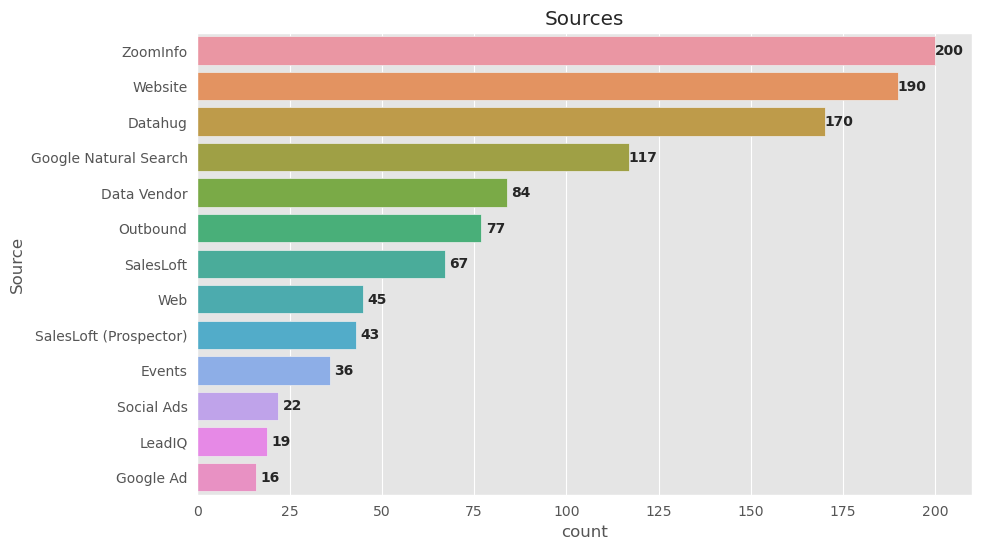 Sources
Source
ZoomInfo 200
Website 190
Datahug 170
Google Natural Search 117
Data Vendor 84
Outbound 77
SalesLoft 67
Web 45
SalesLoft (Prospector) 43
Events 36
Social Ads 22
LeadIQ 19
Google Ad 16
0 25 50 75 100 125 150 175 200
count